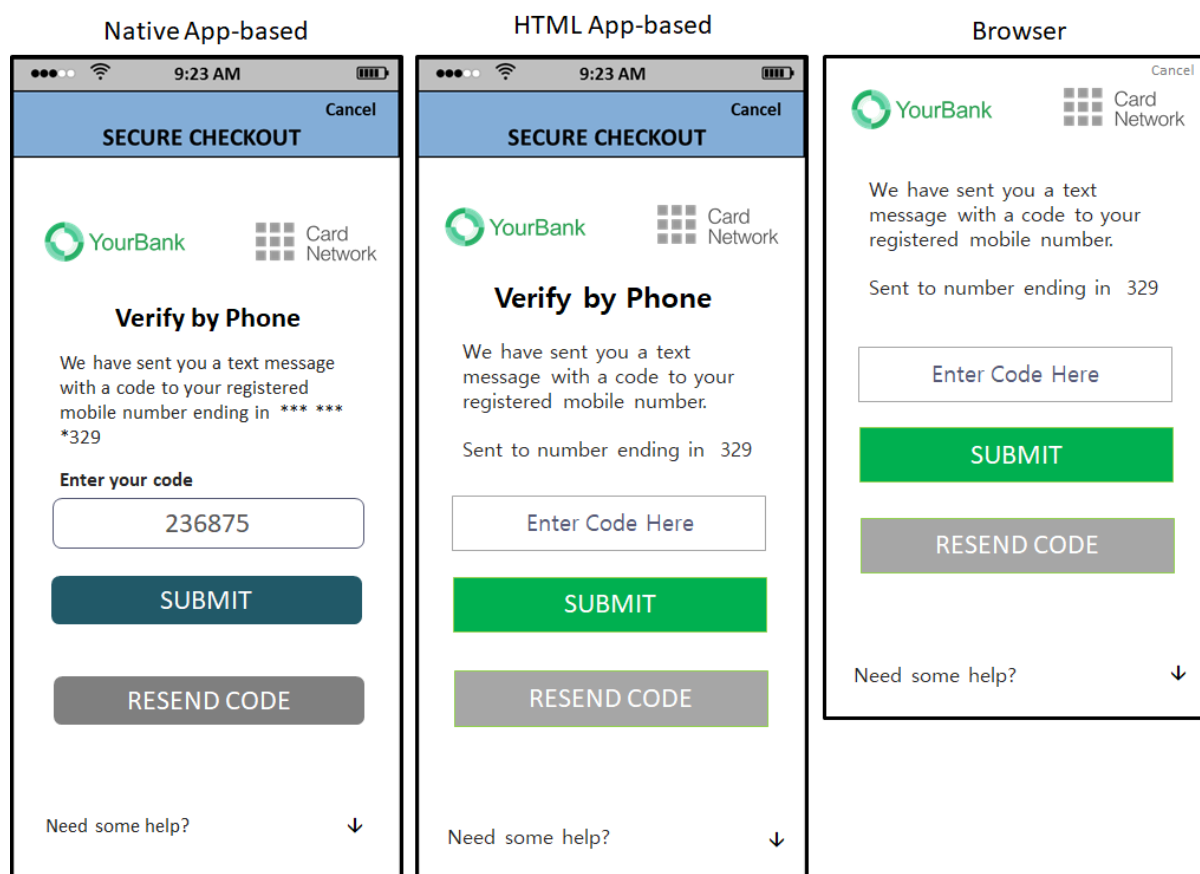 Native App-based
9:23 AM
Cancel
SECURE CHECKOUT
YourBank
Card
Network
Verify by Phone
We have sent you a text message
with a code to your registered
mobile number ending in *** ***
*329
Enter your code
236875
SUBMIT
RESEND CODE
Need some help?
HTML App-based
9:23 AM
Cancel
SECURE CHECKOUT
YourBank
Card
Network
Verify by Phone
We have sent you a text
message with a code to your
registered mobile number.
Sent to number ending in 329
Enter Code Here
SUBMIT
RESEND CODE
Need some help?
Browser
Cancel
YourBank
Card
Network
We have sent you a text
message with a code to your
registered mobile number.
Sent to number ending in 329
Enter Code Here
SUBMIT
RESEND CODE
Need some help?